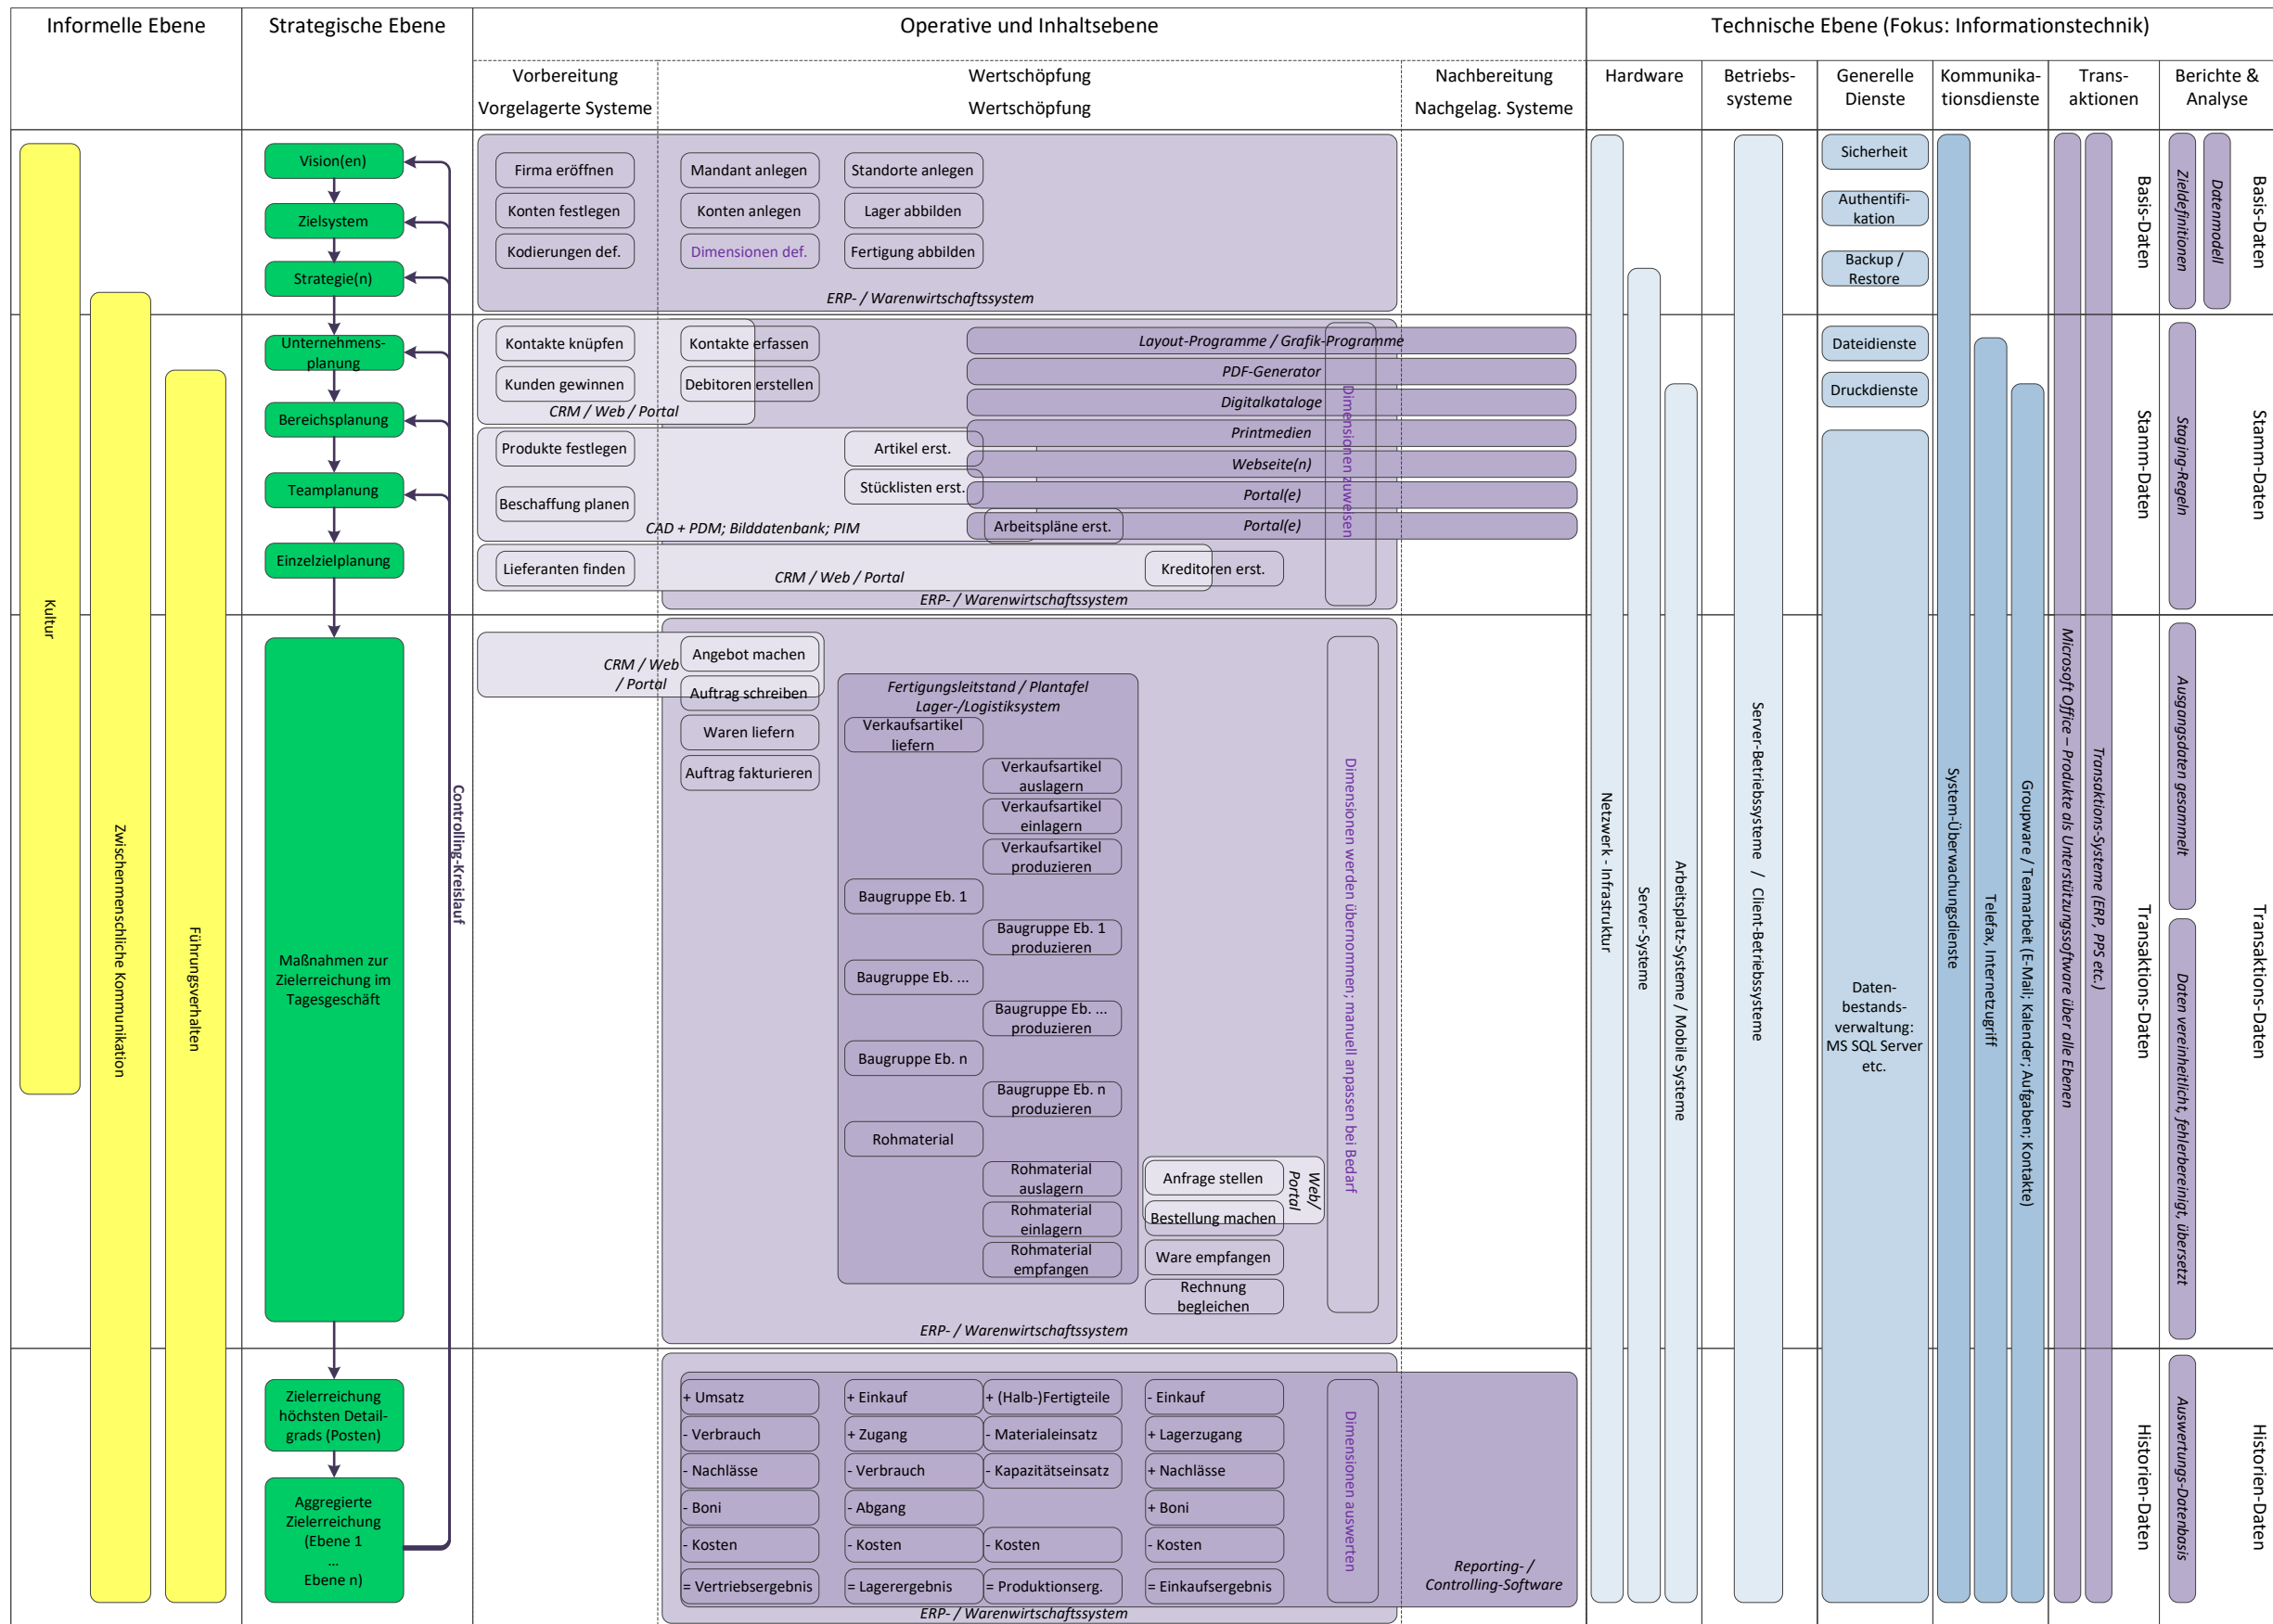 Informelle Ebene
Strategische Ebene
Operative und Inhaltsebene
Technische Ebene (Fokus: Informationstechnik)
Vorbereitung
Vorgelagerte Systeme
Wertschöpfung
Wertschöpfung
Nachbereitung
Nachgelag. Systeme
Hardware
Betriebs-
systeme
Generelle
Dienste
Kommunika-
tionsdienste
Trans-
aktionen
Berichte &
Analyse
Kultur
Zwischenmenschliche Kommunikation
Führungsverhalten
Vision(en)
Zielsystem
Strategie(n)
Unternehmens-
planung
Bereichsplanung
Teamplanung
Einzelzielplanung
Maßnahmen zur
Zielerreichung im
Tagesgeschäft
Zielerreichung
höchsten Detail-
grads (Posten)
Aggregierte
Zielerreichung
(Ebene 1
...
Ebene n)
Controlling-Kreislauf
Firma eröffnen
Mandant anlegen
Standorte anlegen
Konten festlegen
Konten anlegen
Lager abbilden
Kodierungen def.
Dimensionen def.
Fertigung abbilden
ERP- / Warenwirtschaftssystem
Kontakte knüpfen
Kontakte erfassen
Kunden gewinnen
Debitoren erstellen
CRM / Web / Portal
Layout-Programme / Grafik-Programme
PDF-Generator
Digitalkataloge
Printmedien
Webseite(n)
Portal(e)
Portal(e)
Dimensionen zuweisen
Produkte festlegen
Artikel erst.
Stücklisten erst.
Beschaffung planen
CAD + PDM; Bilddatenbank; PIM
Arbeitspläne erst.
Lieferanten finden
CRM / Web / Portal
Kreditoren erst.
ERP- / Warenwirtschaftssystem
CRM / Web
/ Portal
Angebot machen
Auftrag schreiben
Waren liefern
Auftrag fakturieren
Fertigungsleitstand / Plantafel
Lager-/Logistiksystem
Verkaufsartikel
liefern
Verkaufsartikel
auslagern
Verkaufsartikel
einlagern
Verkaufsartikel
produzieren
Baugruppe Eb. 1
Baugruppe Eb. 1
produzieren
Baugruppe Eb. ...
Baugruppe Eb. ...
produzieren
Baugruppe Eb. n
Baugruppe Eb. n
produzieren
Rohmaterial
Rohmaterial
auslagern
Rohmaterial
einlagern
Rohmaterial
empfangen
Anfrage stellen
Bestellung machen
Web/
Portal
Ware empfangen
Rechnung
begleichen
Dimensionen werden übernommen; manuell anpassen bei Bedarf
ERP- / Warenwirtschaftssystem
+ Umsatz
+ Einkauf
+ (Halb-)Fertigteile
- Einkauf
- Verbrauch
+ Zugang
- Materialeinsatz
+ Lagerzugang
- Nachlässe
- Verbrauch
- Kapazitätseinsatz
+ Nachlässe
- Boni
- Abgang
+ Boni
- Kosten
- Kosten
- Kosten
- Kosten
= Vertriebsergebnis
= Lagerergebnis
= Produktionserg.
= Einkaufsergebnis
Dimensionen auswerten
Reporting- /
Controlling-Software
ERP- / Warenwirtschaftssystem
Netzwerk - Infrastruktur
Server-Systeme
Arbeitsplatz-Systeme / Mobile Systeme
Server-Betriebssysteme / Client-Betriebssysteme
Sicherheit
Authentifi-
kation
Backup /
Restore
Dateidienste
Druckdienste
Daten-
bestands-
verwaltung:
MS SQL Server
etc.
System-Überwachungsdienste
Telefax, Internetzugriff
Groupware / Teamarbeit (E-Mail; Kalender; Aufgaben; Kontakte)
Microsoft Office – Produkte als Unterstützungssoftware über alle Ebenen
Transaktions-Systeme (ERP, PPS etc.)
Basis-Daten
Stamm-Daten
Transaktions-Daten
Historien-Daten
Zieldefinitionen
Datenmodell
Staging-Regeln
Ausgangsdaten gesammelt
Daten vereinheitlicht, fehlerbereinigt, übersetzt
Auswertungs-Datenbasis
Basis-Daten
Stamm-Daten
Transaktions-Daten
Historien-Daten